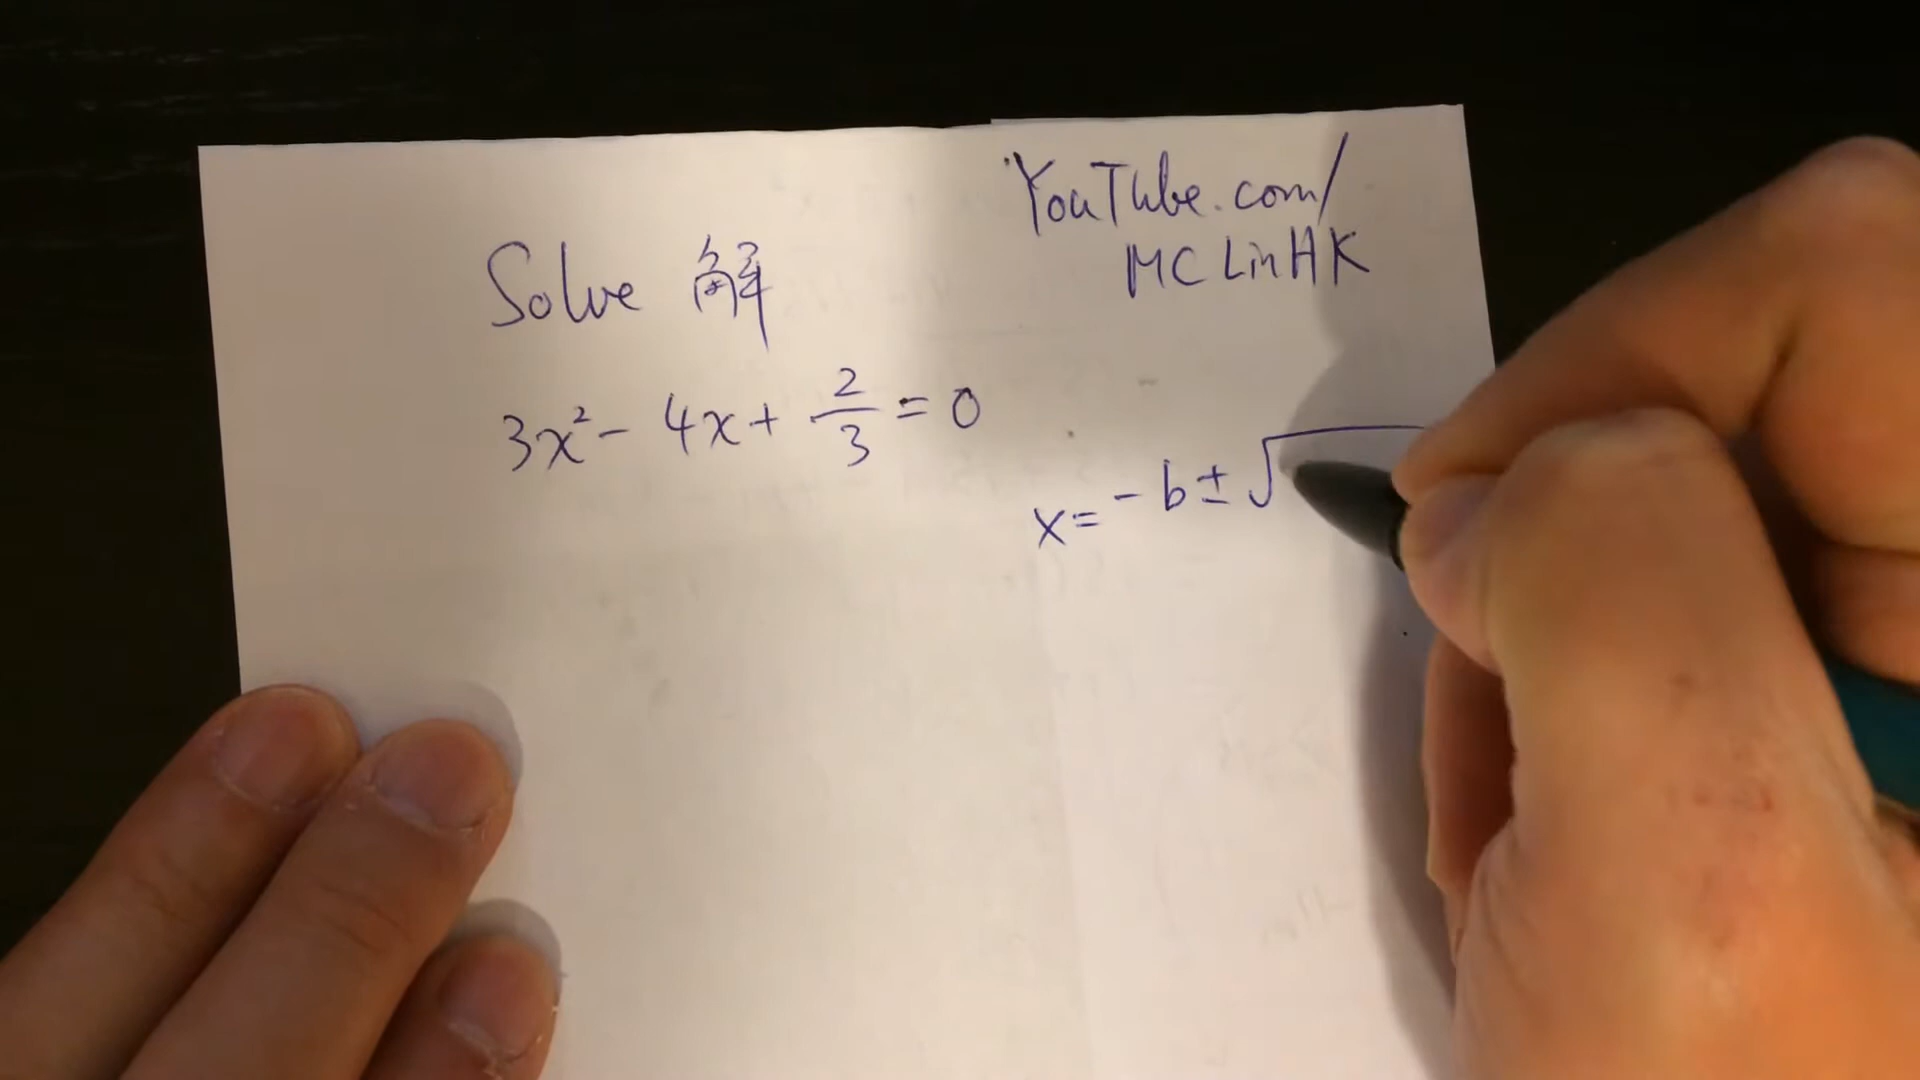 YouTube.com/
MCLinHK
Solve 解
3x² - 4x + 2/3 = 0
x = - b ± √